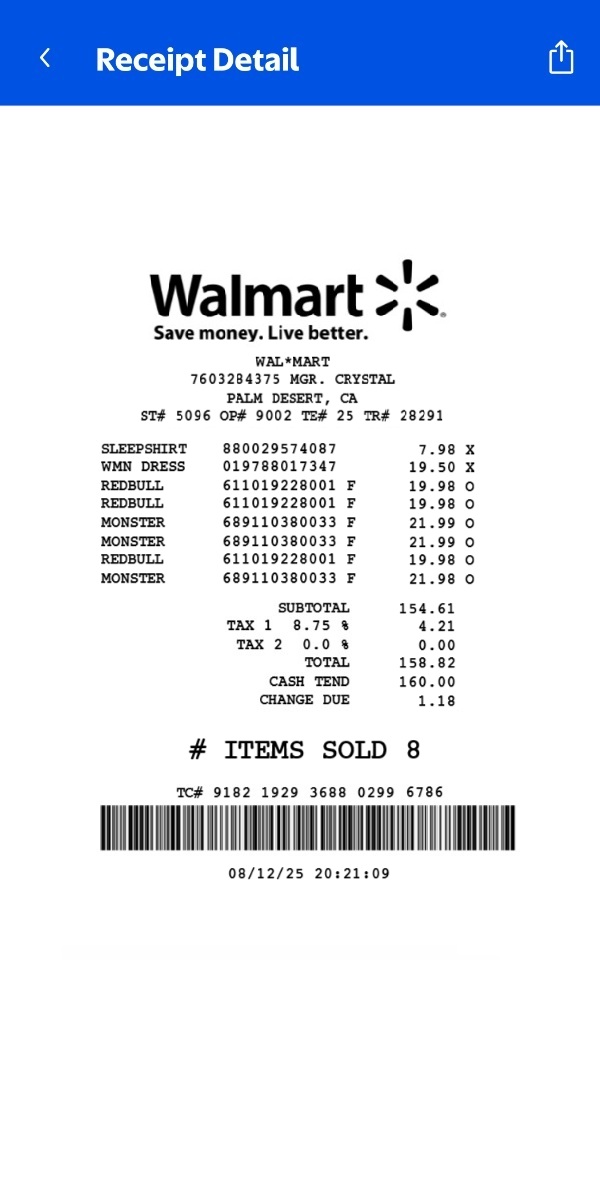 Receipt Detail
Walmart
Save money. Live better.
WAL*MART
7603284375 MGR. CRYSTAL
PALM DESERT, CA
ST# 5096 OP# 9002 TE# 25 TR# 28291
SLEEPSHIRT 880029574087 7.98 X
WMN DRESS 019788017347 19.50 X
REDBULL 611019228001 F 19.98 O
REDBULL 611019228001 F 19.98 O
MONSTER 689110380033 F 21.99 O
MONSTER 689110380033 F 21.99 O
REDBULL 611019228001 F 19.98 O
MONSTER 689110380033 F 21.98 O
SUBTOTAL 154.61
TAX 1 8.75 % 4.21
TAX 2 0.0 % 0.00
TOTAL 158.82
CASH TEND 160.00
CHANGE DUE 1.18
# ITEMS SOLD 8
TC# 9182 1929 3688 0299 6786
08/12/25 20:21:09